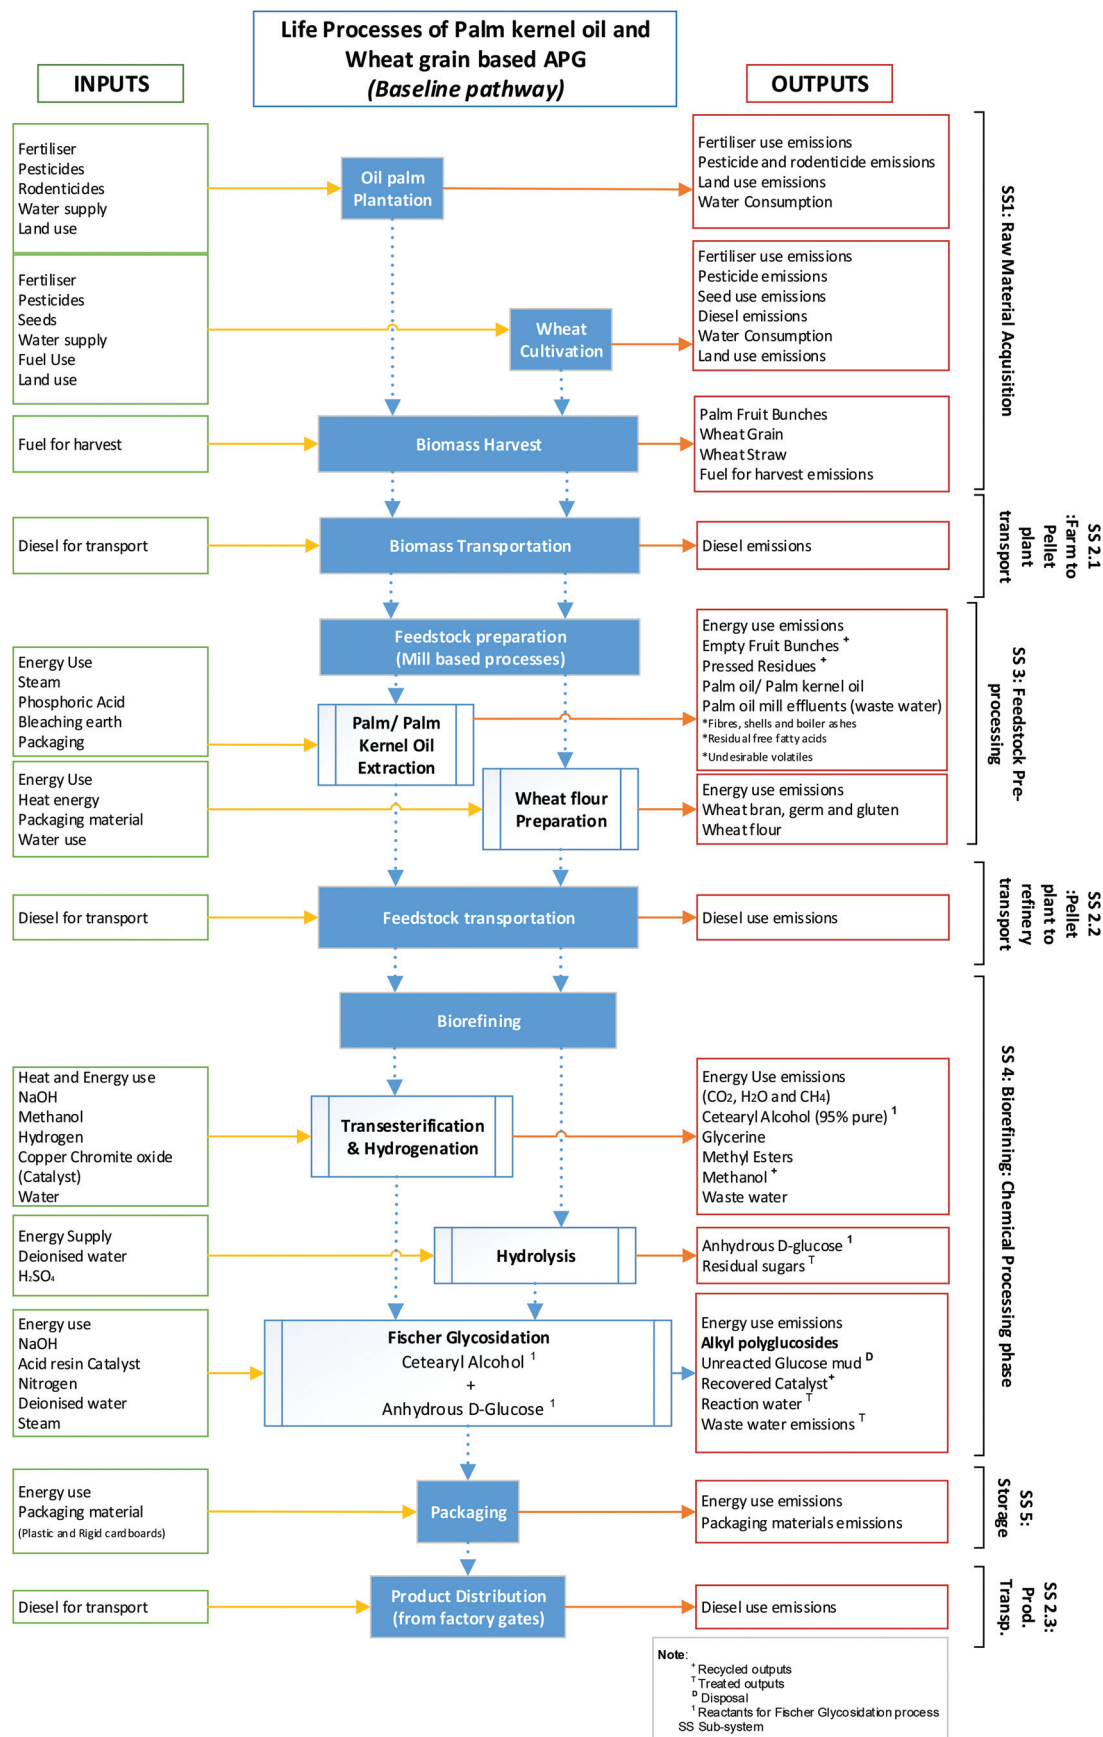 Life Processes of Palm kernel oil and
Wheat grain based APG
(Baseline pathway)
INPUTS
OUTPUTS
Fertiliser
Pesticides
Rodenticides
Water supply
Land use
Oil palm
Plantation
Fertiliser use emissions
Pesticide and rodenticide emissions
Land use emissions
Water Consumption
SS1: Raw Material Acquisition
Fertiliser
Pesticides
Seeds
Water supply
Fuel Use
Land use
Wheat
Cultivation
Fertiliser use emissions
Pesticide emissions
Seed use emissions
Diesel emissions
Water Consumption
Land use emissions
Fuel for harvest
Biomass Harvest
Palm Fruit Bunches
Wheat Grain
Wheat Straw
Fuel for harvest emissions
Diesel for transport
Biomass Transportation
Diesel emissions
SS 2.1
:Farm to
Pellet
plant
transport
Feedstock preparation
(Mill based processes)
Energy Use
Steam
Phosphoric Acid
Bleaching earth
Packaging
Palm/ Palm
Kernel Oil
Extraction
Energy use emissions
Empty Fruit Bunches +
Pressed Residues +
Palm oil/ Palm kernel oil
Palm oil mill effluents (waste water)
*Fibres, shells and boiler ashes
*Residual free fatty acids
*Undesirable volatiles
SS 3: Feedstock Pre-
processing
Energy Use
Heat energy
Packaging material
Water use
Wheat flour
Preparation
Energy use emissions
Wheat bran, germ and gluten
Wheat flour
Diesel for transport
Feedstock transportation
Diesel use emissions
SS 2.2
:Pellet
plant to
refinery
transport
Biorefining
Heat and Energy use
NaOH
Methanol
Hydrogen
Copper Chromite oxide
(Catalyst)
Water
Transesterification
& Hydrogenation
Energy Use emissions
(CO₂, H₂O and CH₄)
Cetearyl Alcohol (95% pure) 1
Glycerine
Methyl Esters
Methanol +
Waste water
SS 4: Biorefining: Chemical Processing phase
Energy Supply
Deionised water
H₂SO₄
Hydrolysis
Anhydrous D-glucose 1
Residual sugars T
Energy use
NaOH
Acid resin Catalyst
Nitrogen
Deionised water
Steam
Fischer Glycosidation
Cetearyl Alcohol 1
+
Anhydrous D-Glucose 1
Energy use emissions
Alkyl polyglucosides
Unreacted Glucose mud D
Recovered Catalyst+
Reaction water T
Waste water emissions T
Energy use
Packaging material
(Plastic and Rigid cardboards)
Packaging
Energy use emissions
Packaging materials emissions
SS 5:
Storage
Diesel for transport
Product Distribution
(from factory gates)
Diesel use emissions
SS 2.3:
Prod.
Transp.
Note:
+ Recycled outputs
T Treated outputs
D Disposal
1 Reactants for Fischer Glycosidation process
SS Sub-system